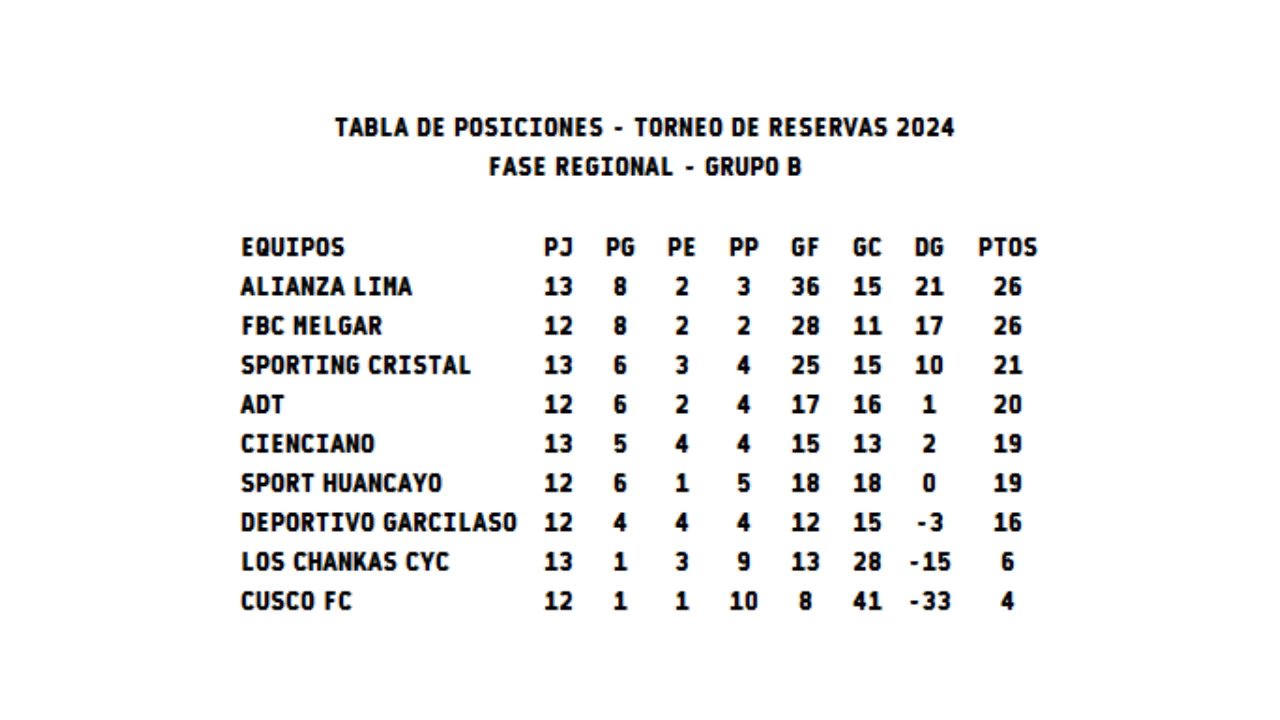 TABLA DE POSICIONES - TORNEO DE RESERVAS 2024
FASE REGIONAL - GRUPO B
EQUIPOS PJ PG PE PP GF GC DG PTOS
ALIANZA LIMA 13 8 2 3 36 15 21 26
FBC MELGAR 12 8 2 2 28 11 17 26
SPORTING CRISTAL 13 6 3 4 25 15 10 21
ADT 12 6 2 4 17 16 1 20
CIENCIANO 13 5 4 4 15 13 2 19
SPORT HUANCAYO 12 6 1 5 18 18 0 19
DEPORTIVO GARCILASO 12 4 4 4 12 15 -3 16
LOS CHANKAS CYC 13 1 3 9 13 28 -15 6
CUSCO FC 12 1 1 10 8 41 -33 4